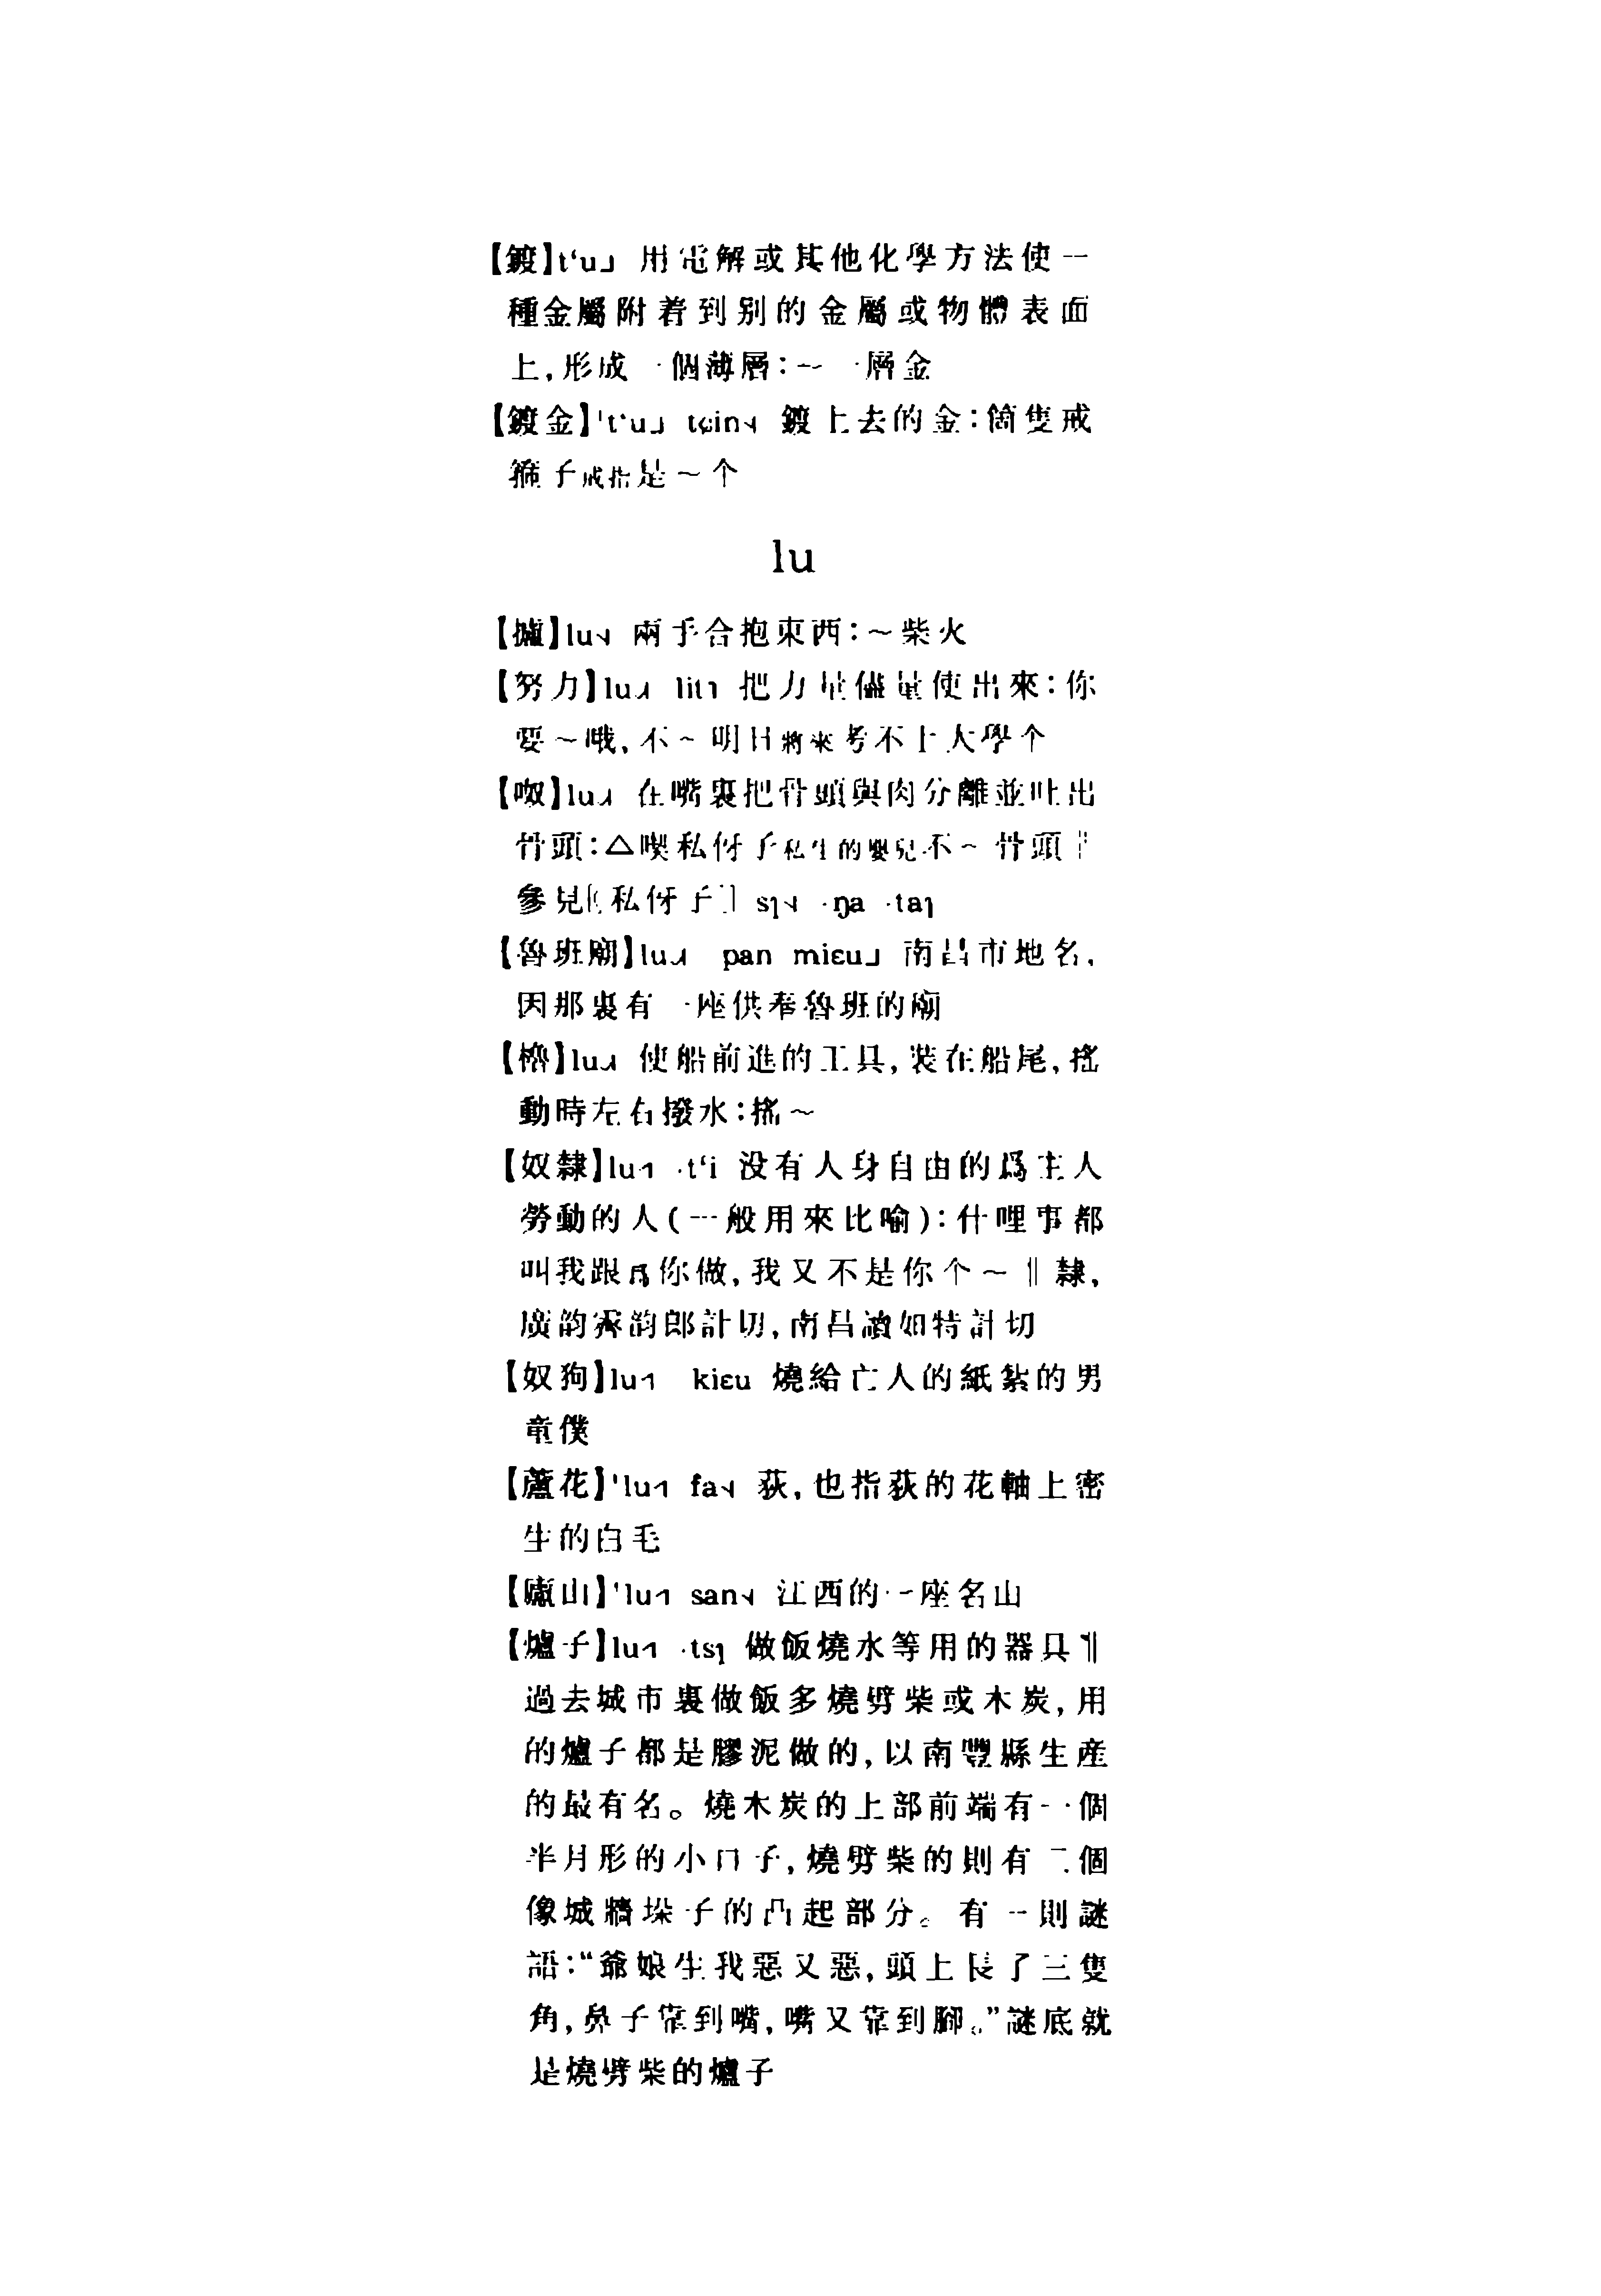 【鍍】t‘u˩ 用電解或其他化學方法使一
種金屬附着到别的金屬或物體表面
上,形成一個薄層:～一層金
【鍍金】ˈt‘u˩ tɕin˧ 鍍上去的金:箇隻戒
箍子戒指是～个
lu
【攎】lu˧ 兩手合抱東西:～柴火
【努力】lu˨ lit˥ 把力量儘量使出來:你
要～哦,不～明日將來考不上大學个
【呶】lu˨ 在嘴裏把骨頭與肉分離並吐出
骨頭:△喫私伢子私生的嬰兒不～骨頭‖
參見〖私伢子〗sɿ˧ ·ŋa ·tsɿ
【魯班廟】lu˨ pan miɛu˩ 南昌市地名,
因那裏有一座供奉魯班的廟
【櫓】lu˨ 使船前進的工具,裝在船尾,摇
動時左右撥水:摇～
【奴隸】lu˦ ·t‘i 没有人身自由的爲主人
勞動的人(一般用來比喻):什哩事都
叫我跟爲你做,我又不是你个～‖隸,
廣韵霽韵郎計切,南昌讀如特計切
【奴狗】lu˦ kiɛu 燒給亡人的紙紮的男
童僕
【蘆花】ˈlu˦ fa˧ 荻,也指荻的花軸上密
生的白毛
【廬山】ˈlu˦ san˧ 江西的一座名山
【爐子】lu˦ ·tsɿ 做飯燒水等用的器具‖
過去城市裏做飯多燒劈柴或木炭,用
的爐子都是膠泥做的,以南豐縣生産
的最有名。燒木炭的上部前端有一個
半月形的小口子,燒劈柴的則有三個
像城牆垛子的凸起部分。有一則謎
語:“爺娘生我惡又惡,頭上長了三隻
角,鼻子靠到嘴,嘴又靠到腳。”謎底就
是燒劈柴的爐子